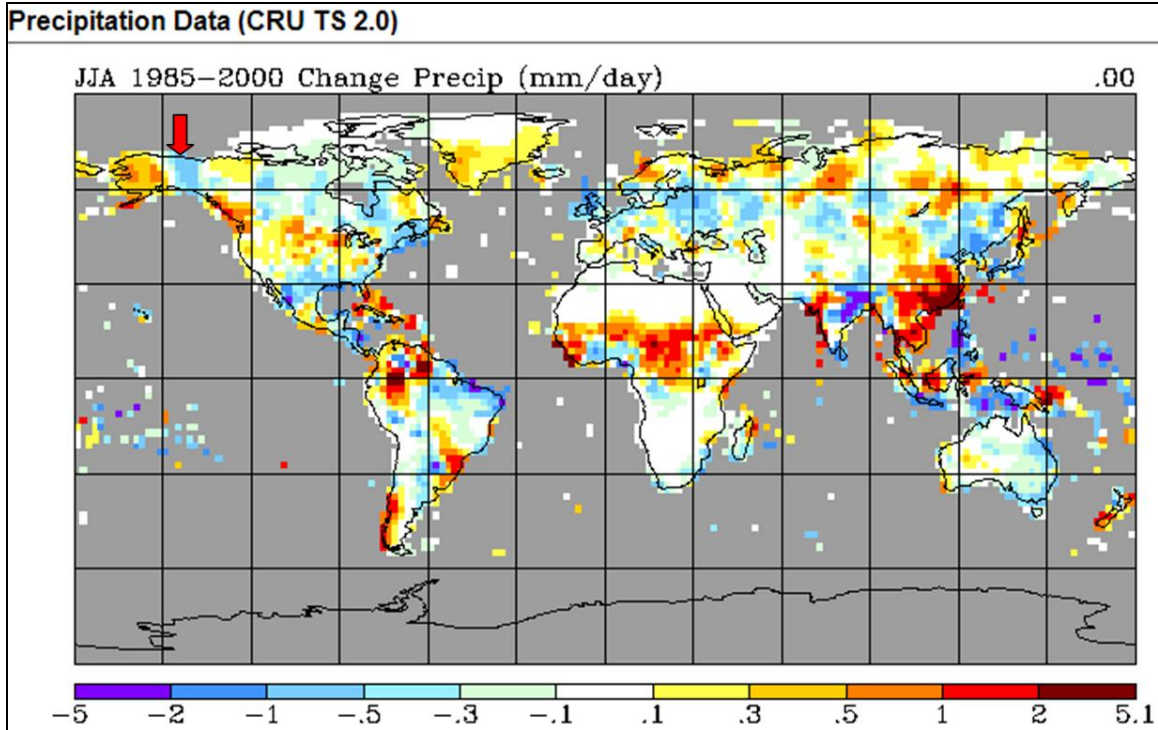 Precipitation Data (CRU TS 2.0)
JJA 1985-2000 Change Precip (mm/day) .00
-5 -2 -1 -.5 -.3 -.1 .1 .3 .5 1 2 5.1